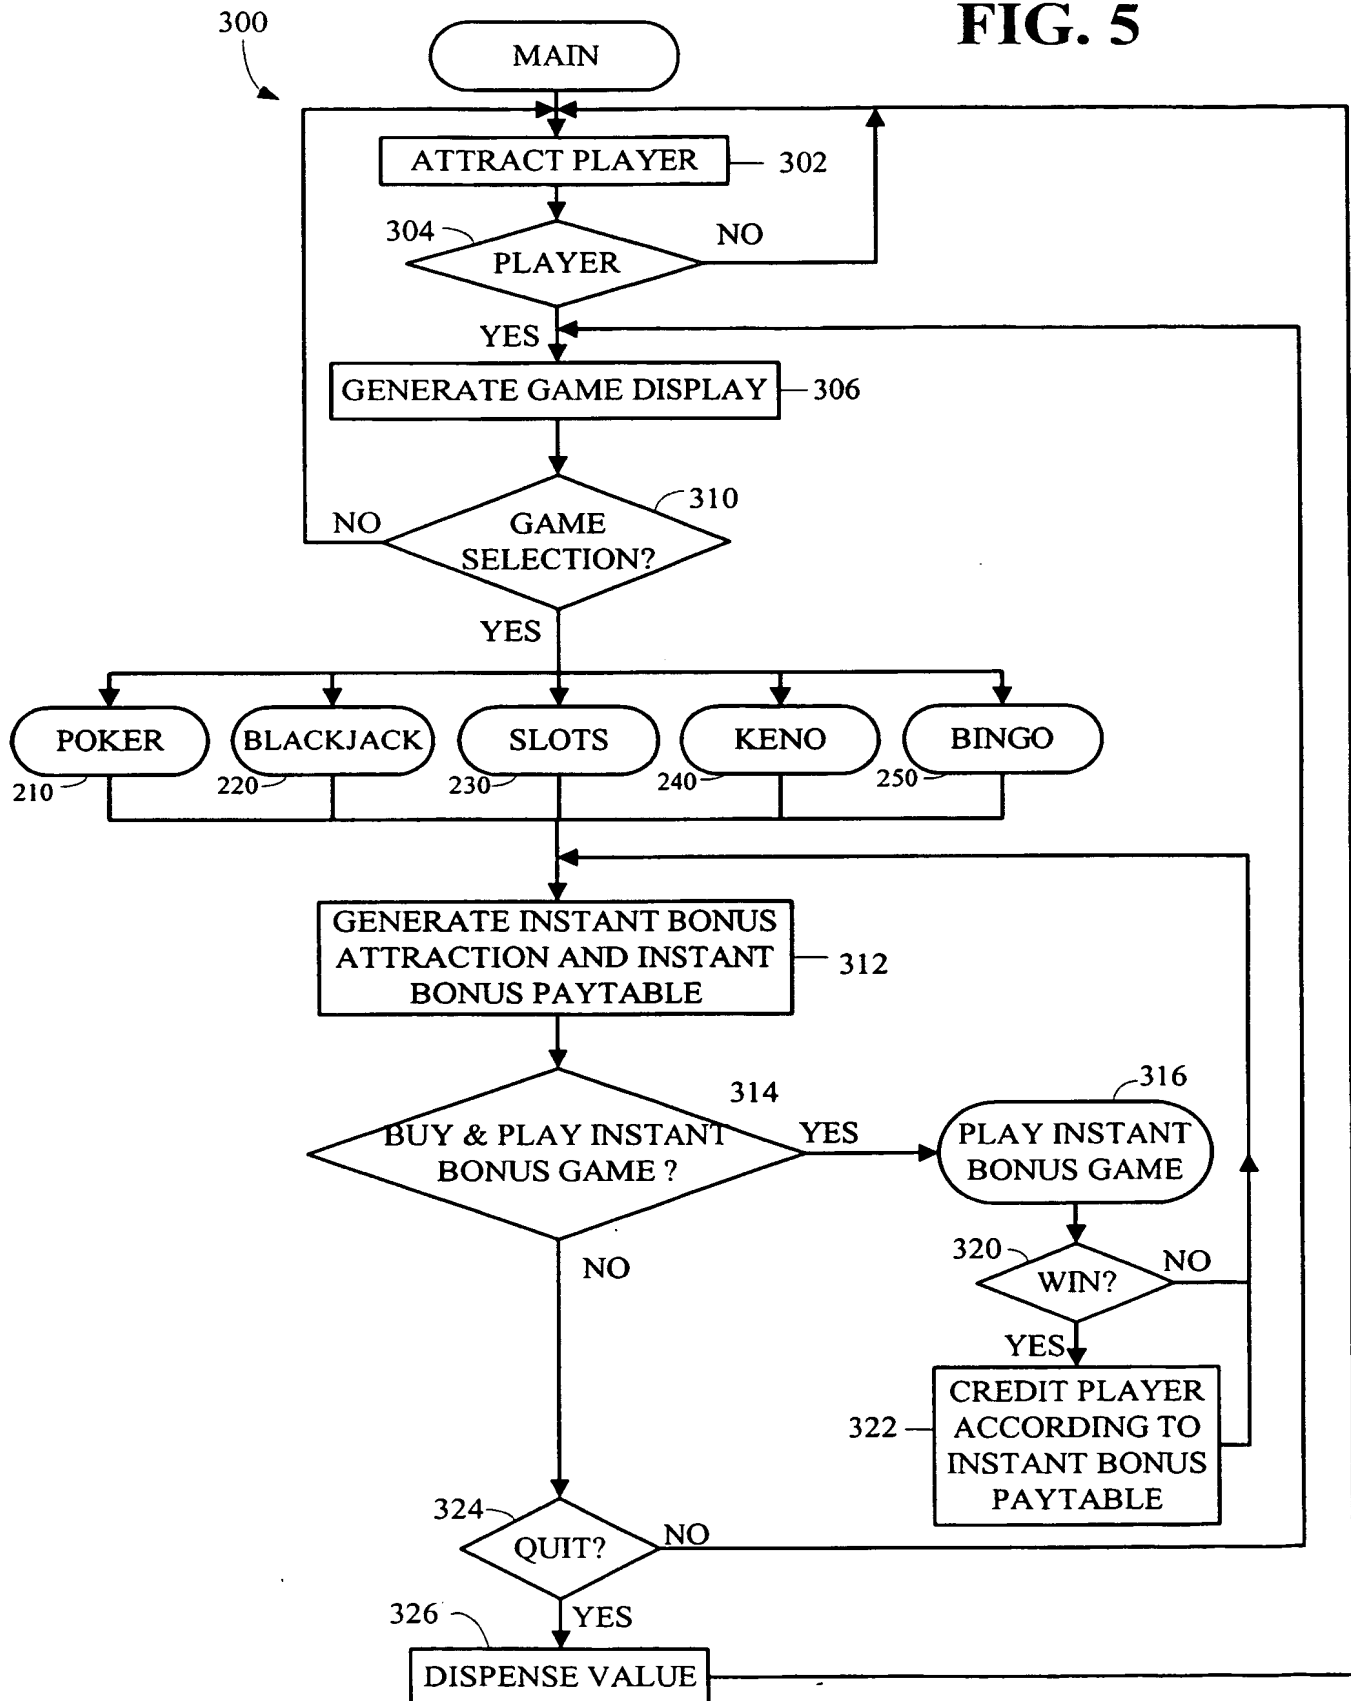 FIG. 5
300
MAIN
ATTRACT PLAYER
302
304
PLAYER
NO
YES
GENERATE GAME DISPLAY
306
310
GAME
SELECTION?
NO
YES
POKER
BLACKJACK
SLOTS
KENO
BINGO
210
220
230
240
250
GENERATE INSTANT BONUS
ATTRACTION AND INSTANT
BONUS PAYTABLE
312
314
BUY & PLAY INSTANT
BONUS GAME ?
YES
316
PLAY INSTANT
BONUS GAME
NO
320
WIN?
NO
YES
322
CREDIT PLAYER
ACCORDING TO
INSTANT BONUS
PAYTABLE
324
QUIT?
NO
YES
326
DISPENSE VALUE